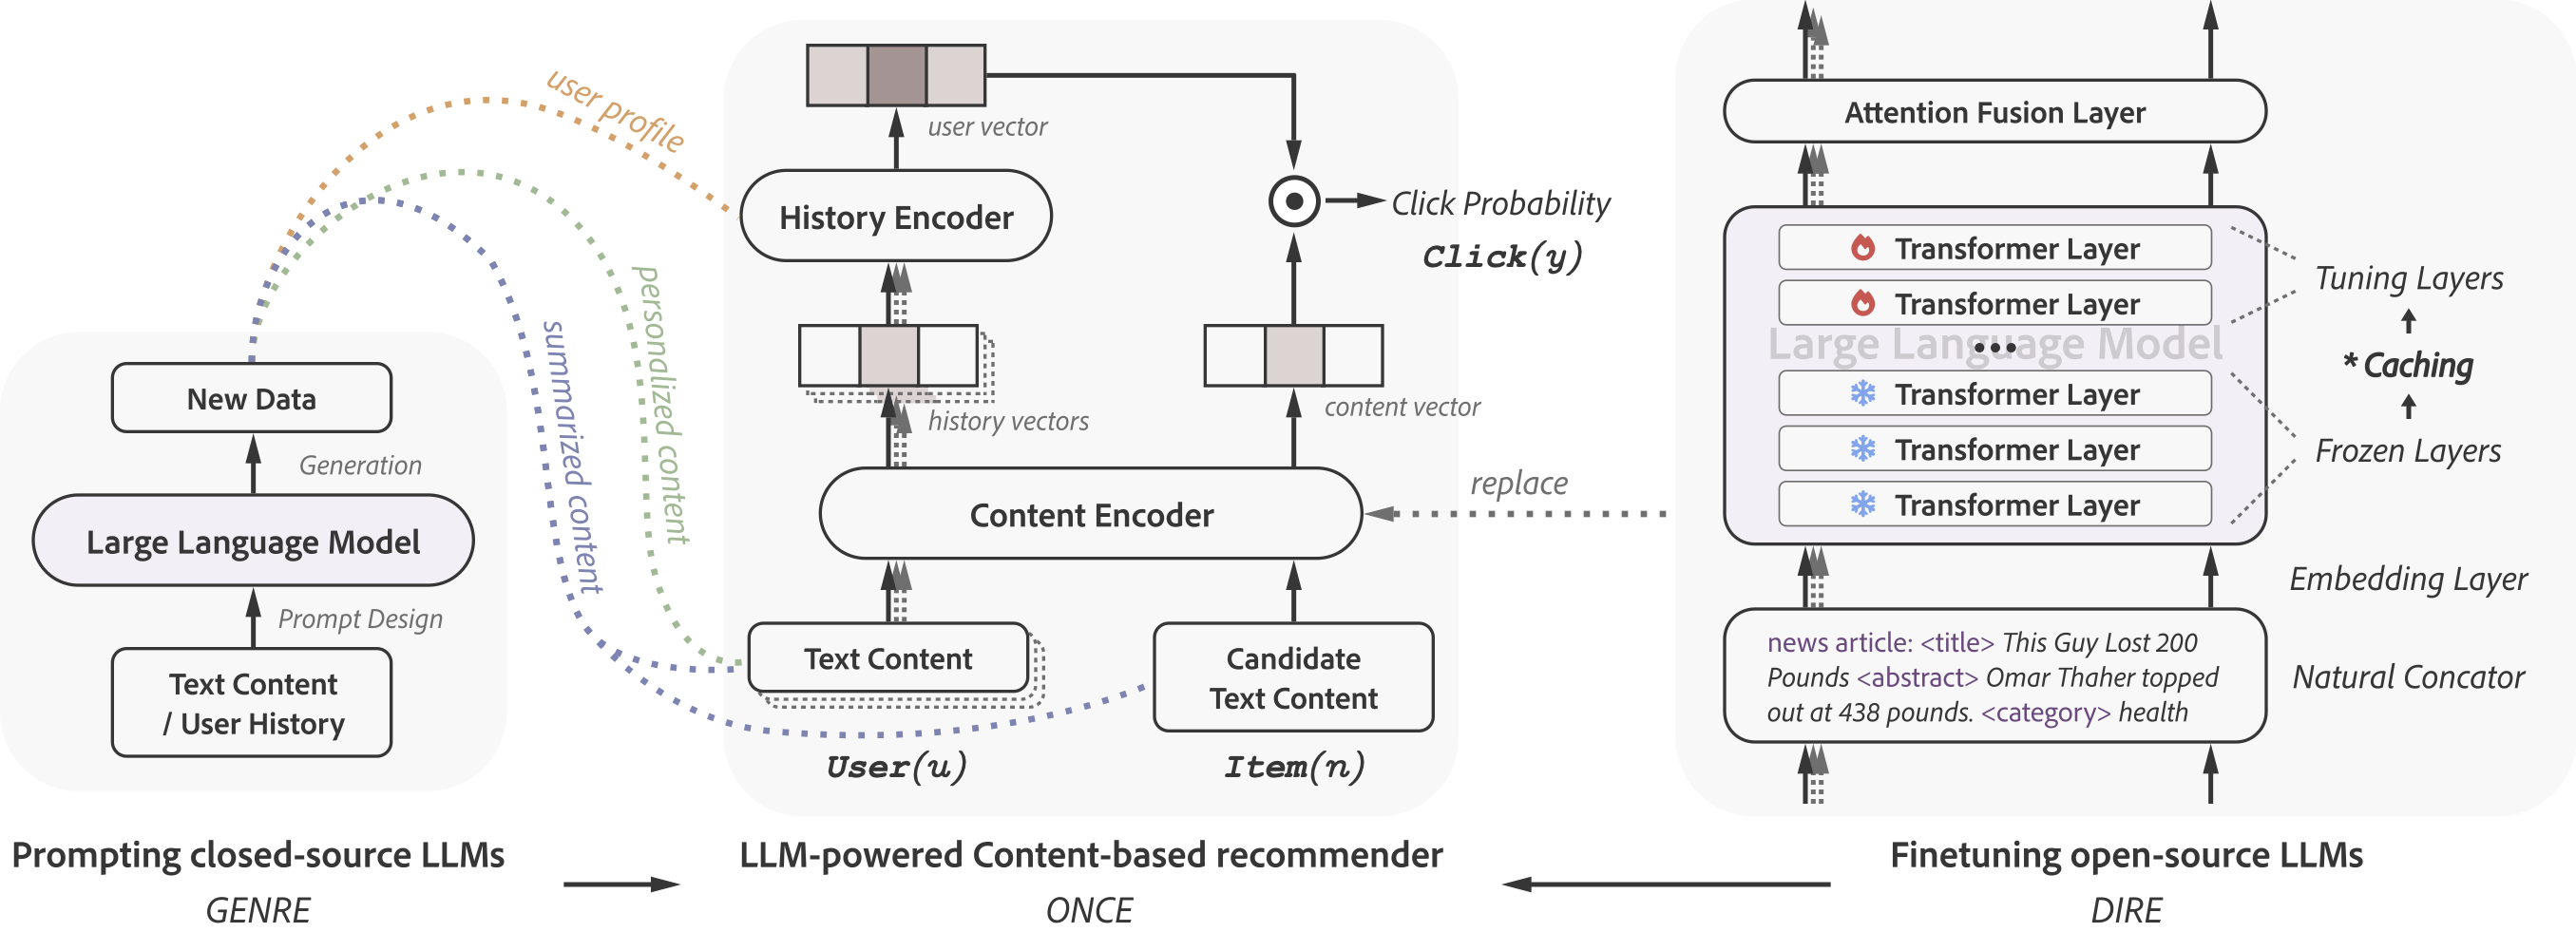 New Data
Generation
Large Language Model
Prompt Design
Text Content
/ User History
Prompting closed-source LLMs
GENRE
user profile
personalized content
summarized content
user vector
History Encoder
Click Probability
Click(y)
history vectors
content vector
Content Encoder
replace
Text Content
Candidate
Text Content
User(u)
Item(n)
LLM-powered Content-based recommender
ONCE
Attention Fusion Layer
Transformer Layer
Transformer Layer
Large Language Model
Transformer Layer
Transformer Layer
Transformer Layer
Tuning Layers
* Caching
Frozen Layers
Embedding Layer
news article: <title> This Guy Lost 200
Pounds <abstract> Omar Thaher topped
out at 438 pounds. <category> health
Natural Concator
Finetuning open-source LLMs
DIRE